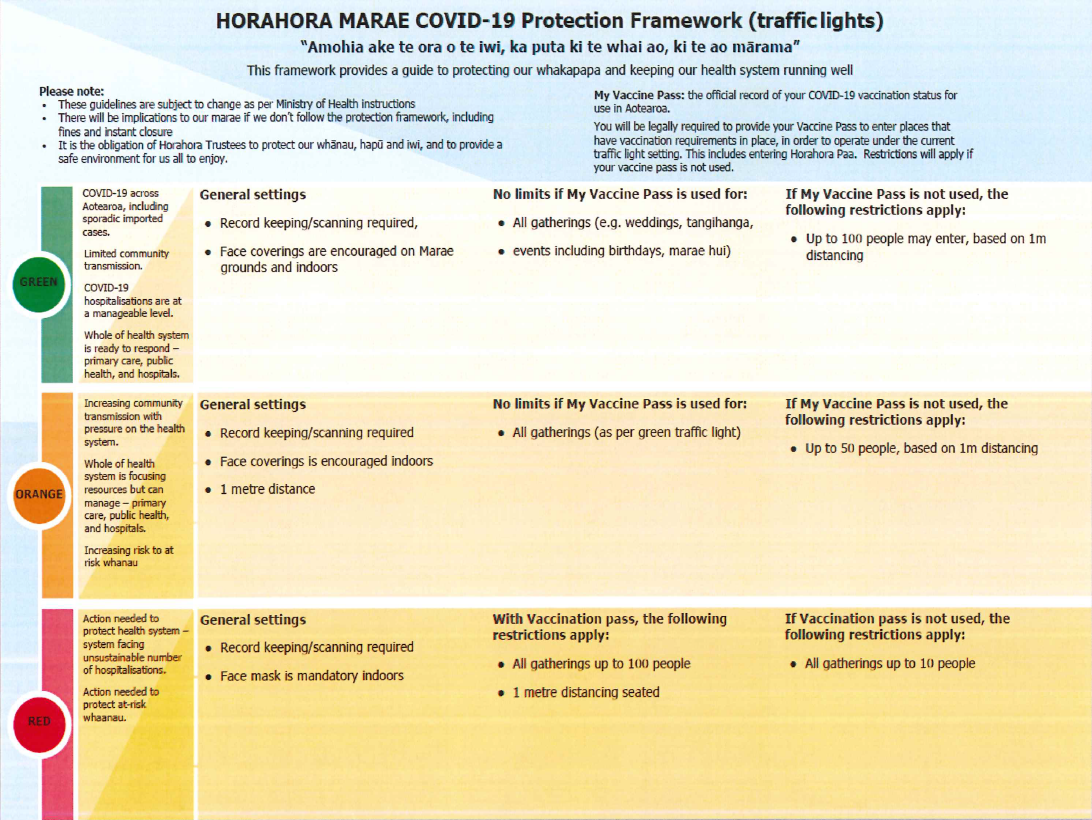 HORAHORA MARAE COVID-19 Protection Framework (traffic lights)
“Amohia ake te ora o te iwi, ka puta ki te whai ao, ki te ao mārama”
This framework provides a guide to protecting our whakapapa and keeping our health system running well
Please note:
• These guidelines are subject to change as per Ministry of Health instructions
• There will be implications to our marae if we don’t follow the protection framework, including
fines and instant closure
• It is the obligation of Horahora Trustees to protect our whānau, hapū and iwi, and to provide a
safe environment for us all to enjoy.
My Vaccine Pass: the official record of your COVID-19 vaccination status for
use in Aotearoa.
You will be legally required to provide your Vaccine Pass to enter places that
have vaccination requirements in place, in order to operate under the current
traffic light setting. This includes entering Horahora Paa. Restrictions will apply if
your vaccine pass is not used.
GREEN
COVID-19 across
Aotearoa, including
sporadic imported
cases.
Limited community
transmission.
COVID-19
hospitalisations are at
a manageable level.
Whole of health system
is ready to respond –
primary care, public
health, and hospitals.
General settings
• Record keeping/scanning required,
• Face coverings are encouraged on Marae
grounds and indoors
No limits if My Vaccine Pass is used for:
• All gatherings (e.g. weddings, tangihanga,
• events including birthdays, marae hui)
If My Vaccine Pass is not used, the
following restrictions apply:
• Up to 100 people may enter, based on 1m
distancing
ORANGE
Increasing community
transmission with
pressure on the health
system.
Whole of health
system is focusing
resources but can
manage – primary
care, public health,
and hospitals.
Increasing risk to at
risk whanau
General settings
• Record keeping/scanning required
• Face coverings is encouraged indoors
• 1 metre distance
No limits if My Vaccine Pass is used for:
• All gatherings (as per green traffic light)
If My Vaccine Pass is not used, the
following restrictions apply:
• Up to 50 people, based on 1m distancing
RED
Action needed to
protect health system –
system facing
unsustainable number
of hospitalisations.
Action needed to
protect at-risk
whaanau.
General settings
• Record keeping/scanning required
• Face mask is mandatory indoors
With Vaccination pass, the following
restrictions apply:
• All gatherings up to 100 people
• 1 metre distancing seated
If Vaccination pass is not used, the
following restrictions apply:
• All gatherings up to 10 people